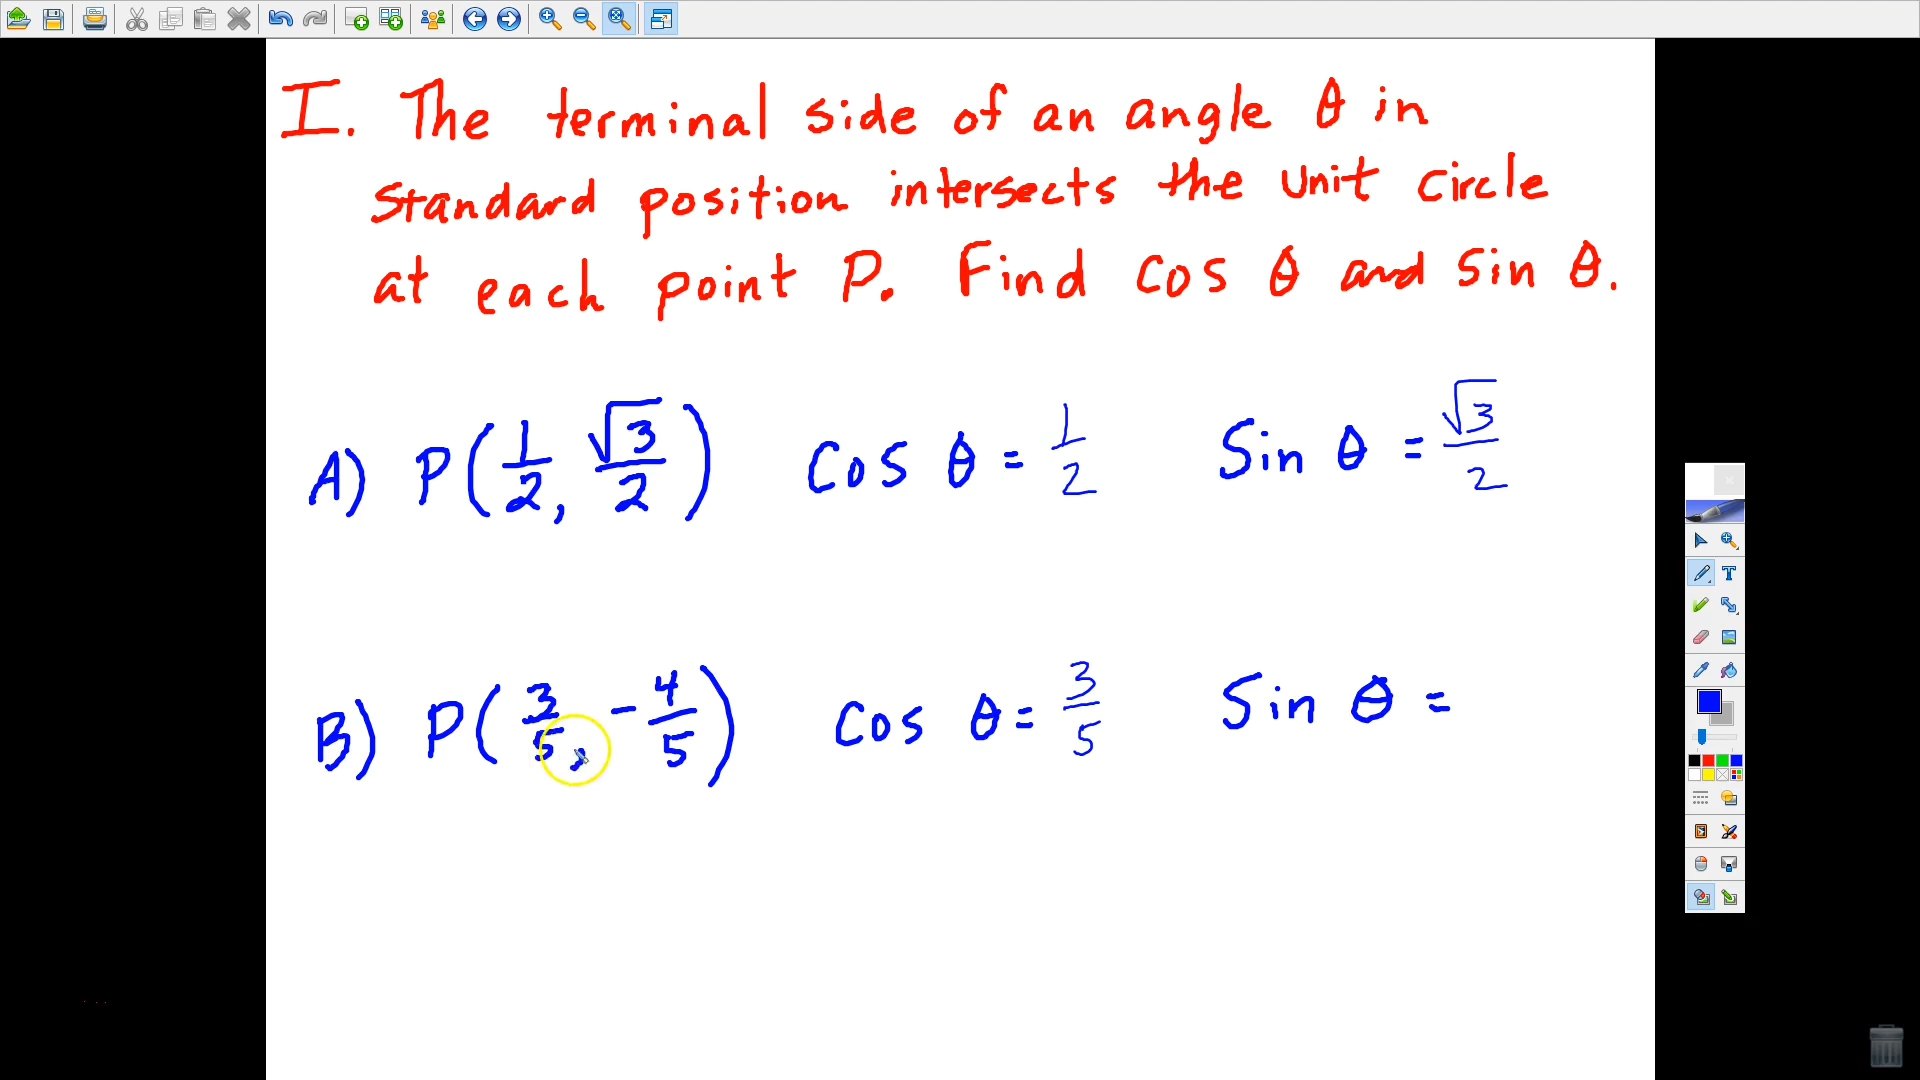 I. The terminal side of an angle θ in
standard position intersects the unit circle
at each point P. Find cos θ and sin θ.
A) P(1/2, √3/2) Cos θ = 1/2 Sin θ = √3/2
B) P(3/5, -4/5) Cos θ = 3/5 Sin θ =